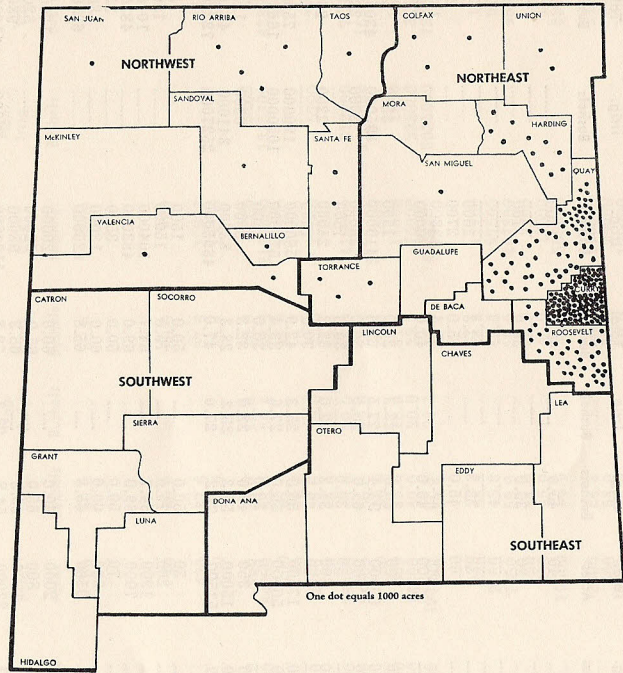 SAN JUAN
RIO ARRIBA
TAOS
COLFAX
UNION
NORTHWEST
NORTHEAST
SANDOVAL
MORA
HARDING
McKINLEY
SANTA FE
SAN MIGUEL
QUAY
VALENCIA
BERNALILLO
GUADALUPE
TORRANCE
CURRY
CATRON
SOCORRO
DE BACA
LINCOLN
ROOSEVELT
CHAVES
SOUTHWEST
LEA
SIERRA
OTERO
GRANT
EDDY
DONA ANA
LUNA
SOUTHEAST
One dot equals 1000 acres
HIDALGO